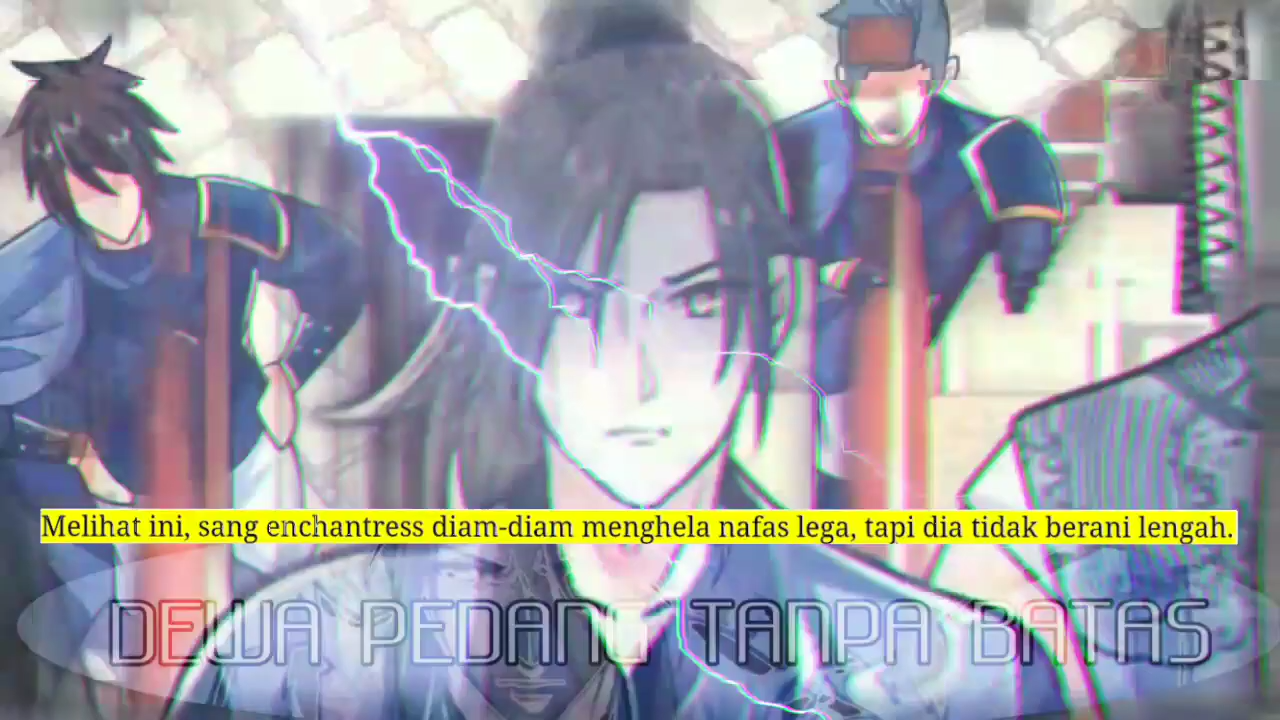 Melihat ini, sang enchantress diam-diam menghela nafas lega, tapi dia tidak berani lengah.
DEWA PEDANG TANPA BATAS